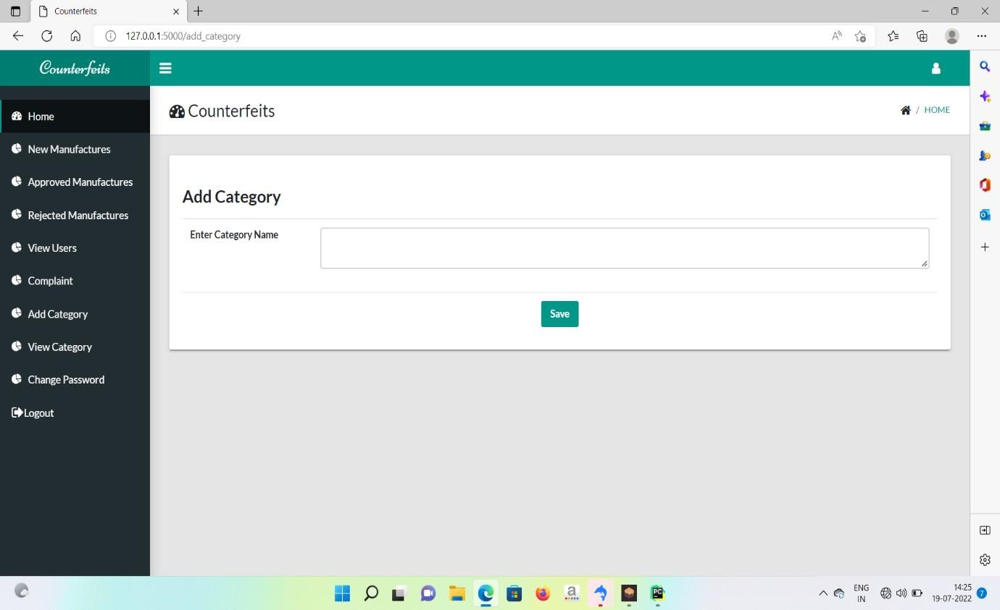 Counterfeits
127.0.0.1:5000/add_category
Counterfeits
Counterfeits
/ HOME
Home
New Manufactures
Approved Manufactures
Rejected Manufactures
View Users
Complaint
Add Category
View Category
Change Password
Logout
Add Category
Enter Category Name
Save
ENG
IN
14:25
19-07-2022
7